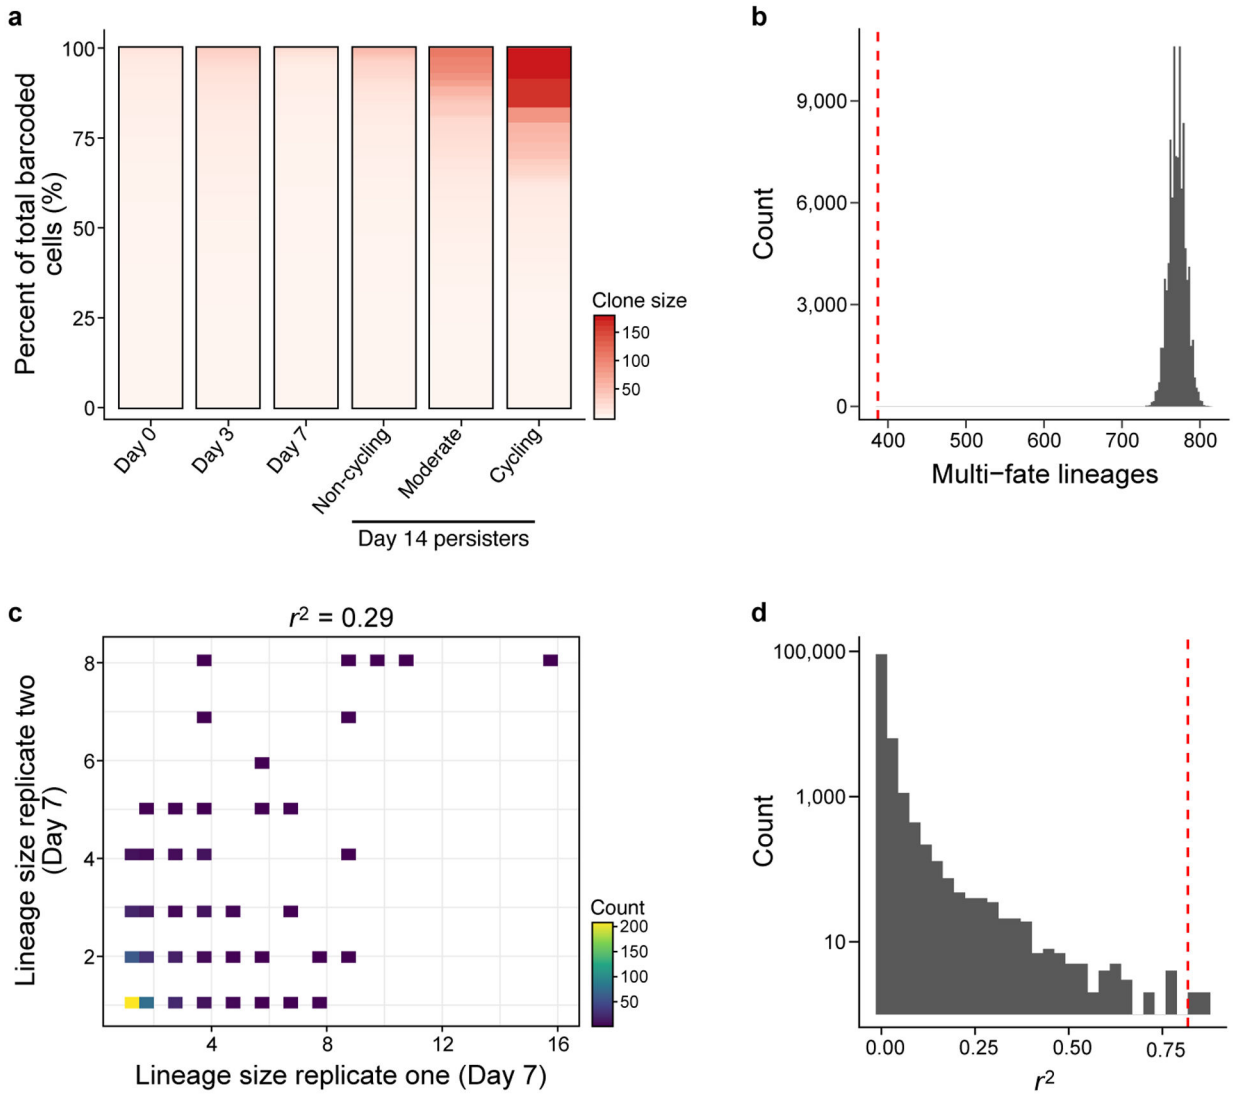 a
Percent of total barcoded
cells (%)
100
75
50
25
0
Day 0
Day 3
Day 7
Non-cycling
Moderate
Cycling
Day 14 persisters
Clone size
150
100
50
b
Count
9,000
6,000
3,000
0
400
500
600
700
800
Multi−fate lineages
c
r² = 0.29
Lineage size replicate two
(Day 7)
8
6
4
2
4
8
12
16
Lineage size replicate one (Day 7)
Count
200
150
100
50
d
Count
100,000
1,000
10
0.00
0.25
0.50
0.75
r²